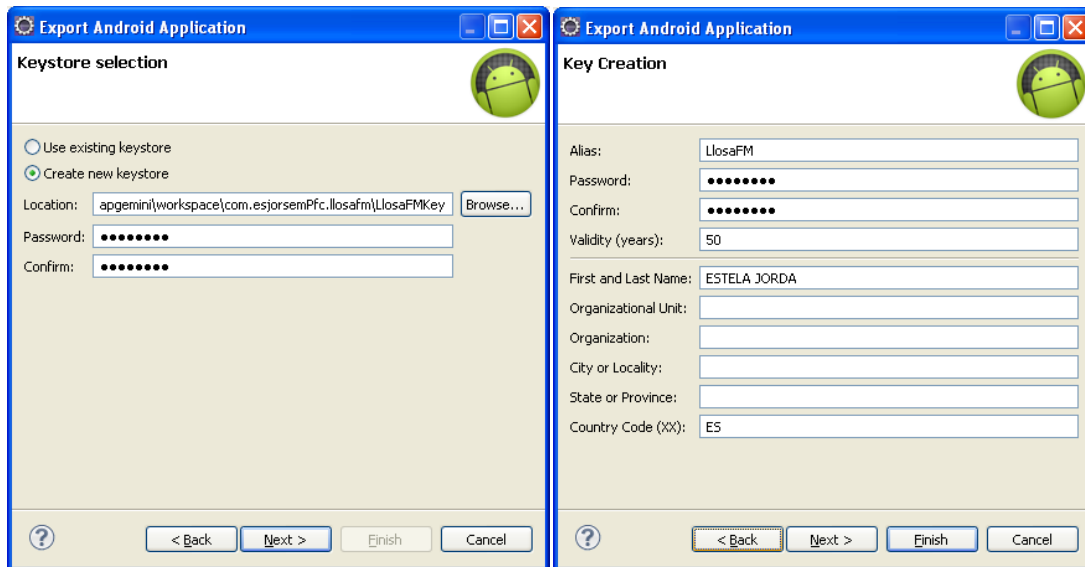 Export Android Application
Keystore selection
Use existing keystore
Create new keystore
Location: apgemini\workspace\com.esjorsemPfc.llosafm\LlosaFMKey Browse...
Password: ●●●●●●●●
Confirm: ●●●●●●●●
? < Back Next > Finish Cancel
Export Android Application
Key Creation
Alias: LlosaFM
Password: ●●●●●●●●
Confirm: ●●●●●●●●
Validity (years): 50
First and Last Name: ESTELA JORDA
Organizational Unit:
Organization:
City or Locality:
State or Province:
Country Code (XX): ES
? < Back Next > Finish Cancel